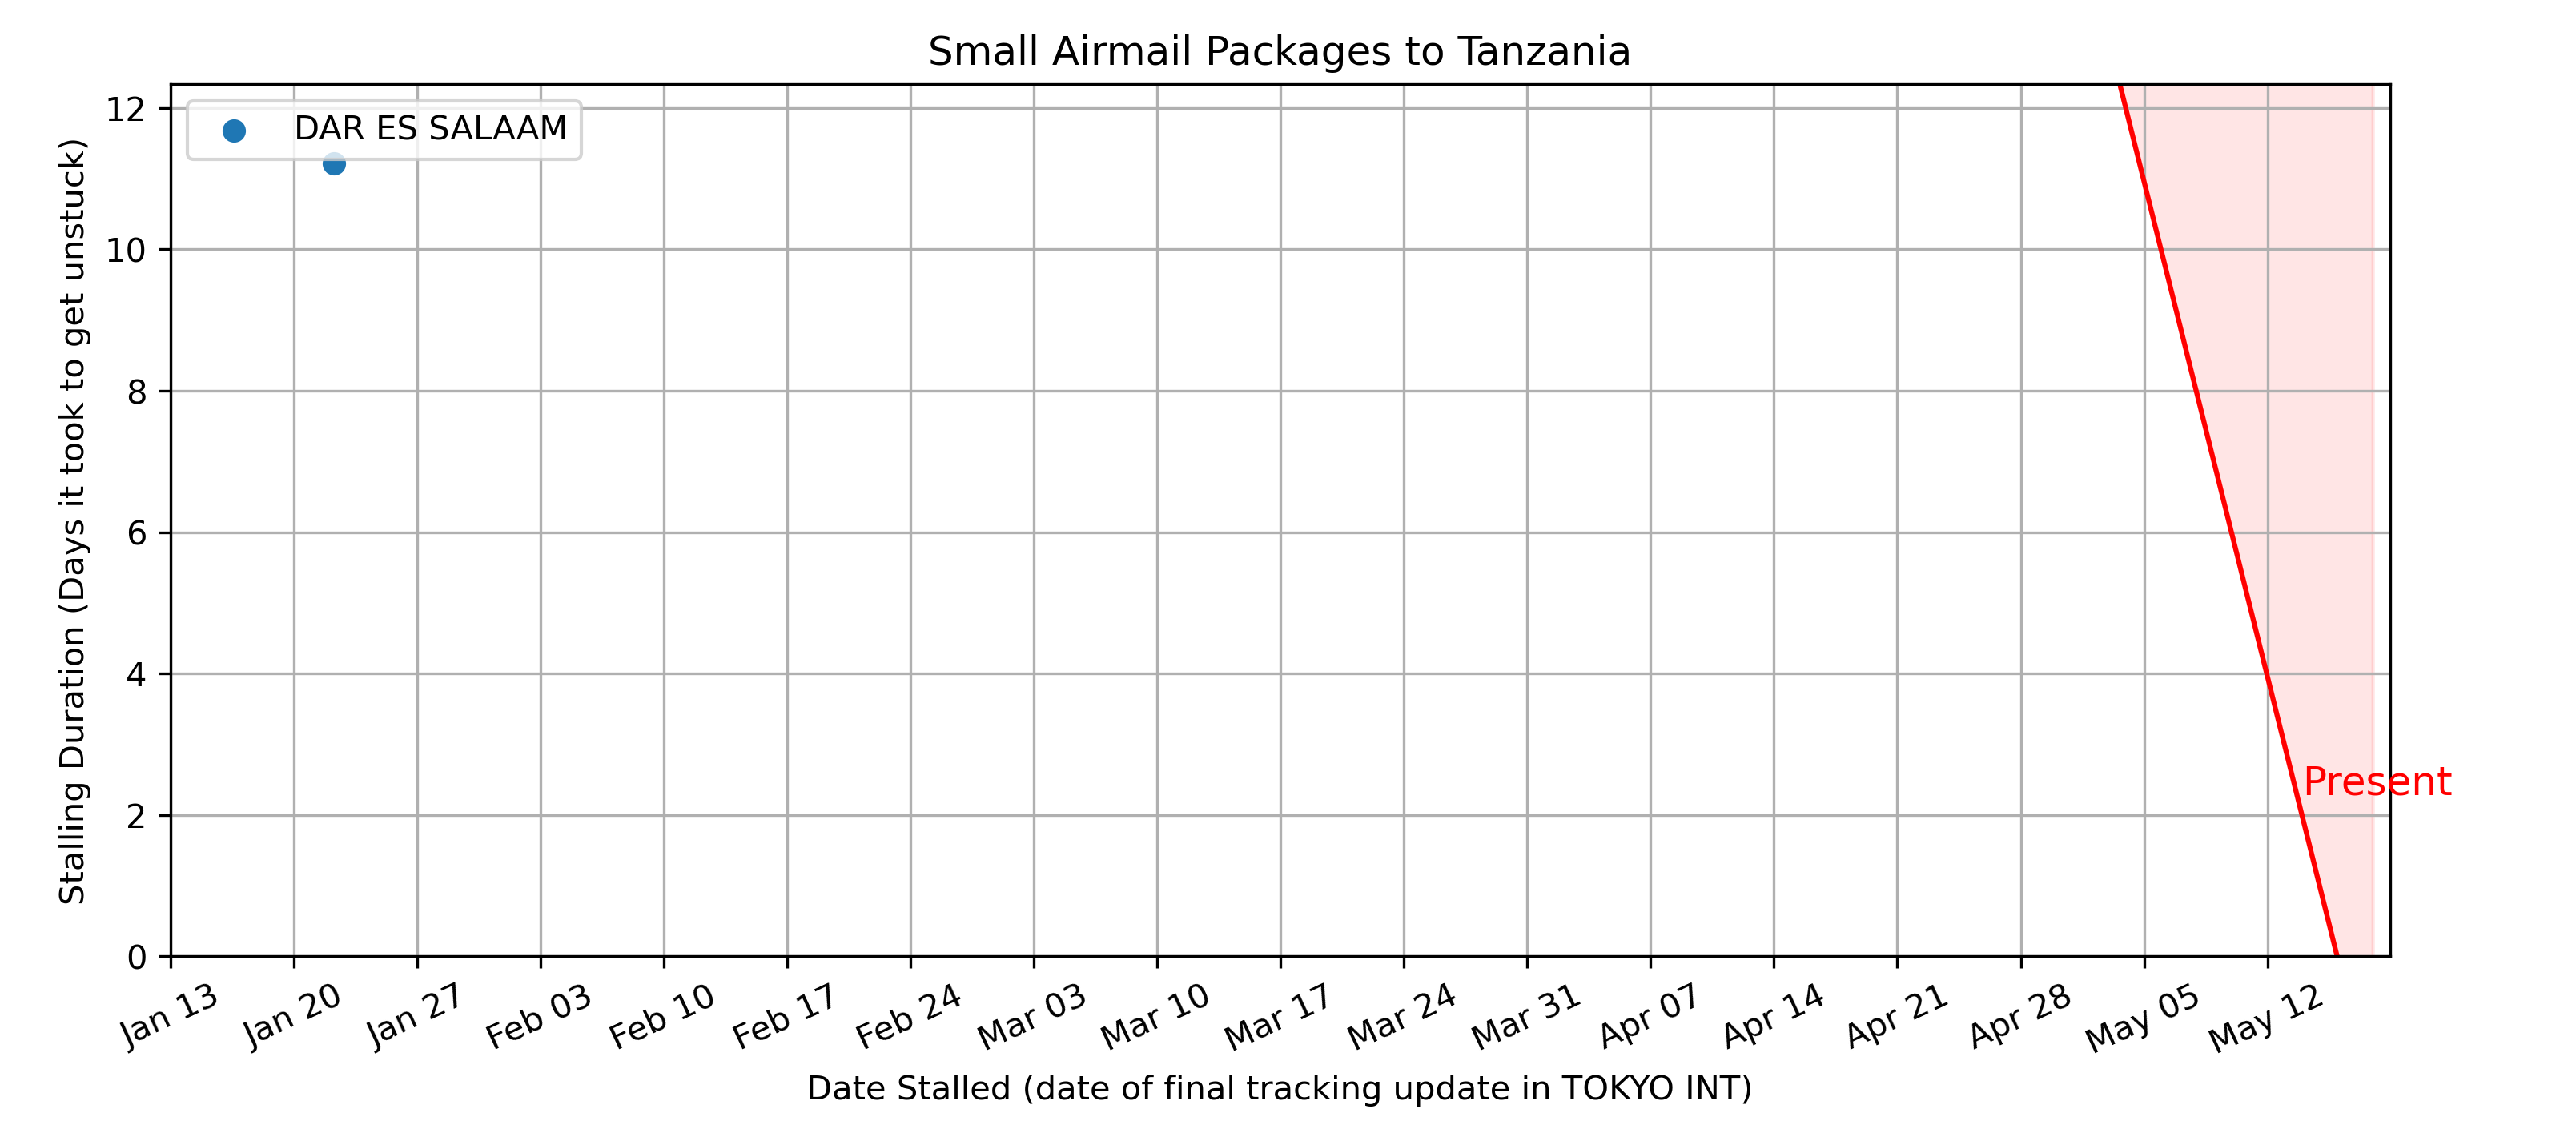 Small Airmail Packages to Tanzania
DAR ES SALAAM
Stalling Duration (Days it took to get unstuck)
12
10
8
6
4
2
0
Present
Jan 13
Jan 20
Jan 27
Feb 03
Feb 10
Feb 17
Feb 24
Mar 03
Mar 10
Mar 17
Mar 24
Mar 31
Apr 07
Apr 14
Apr 21
Apr 28
May 05
May 12
Date Stalled (date of final tracking update in TOKYO INT)